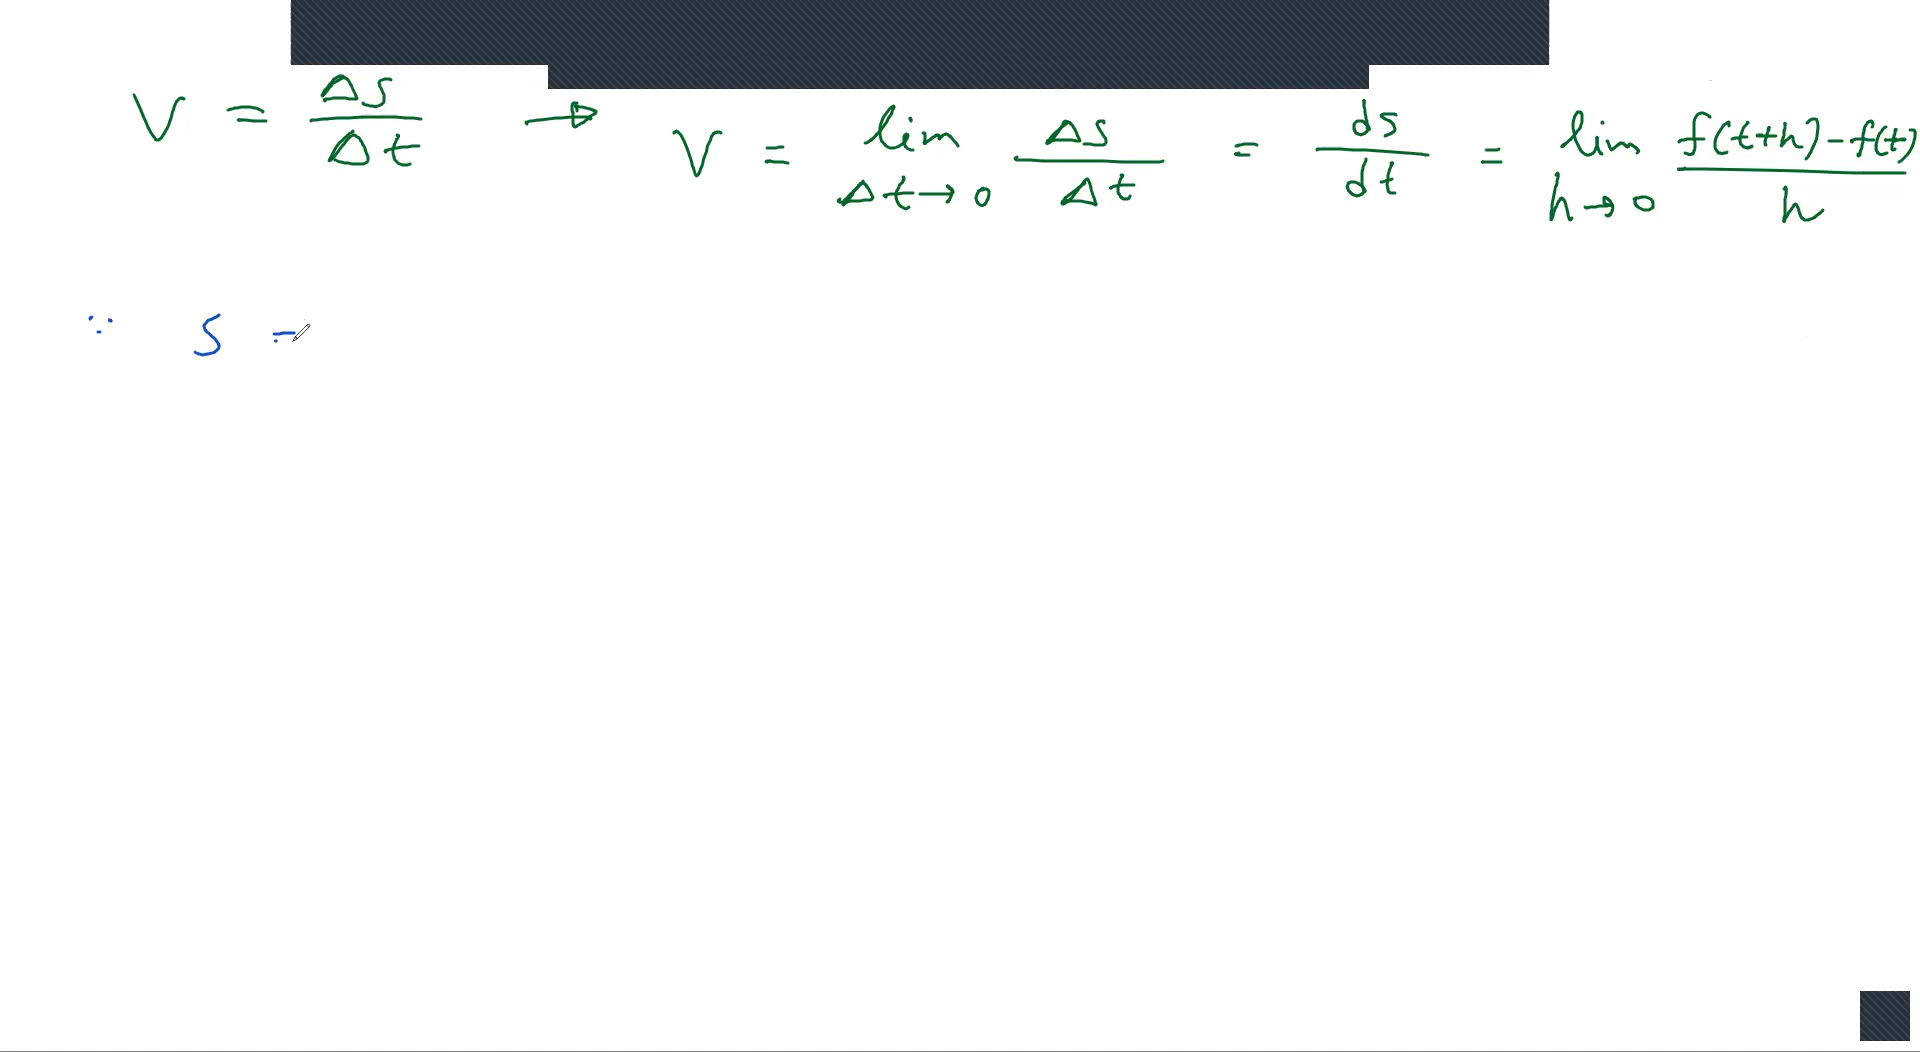 V = Δs/Δt → V = lim Δt→0 Δs/Δt = ds/dt = lim h→0 f(t+h)-f(t)/h
∵ S =